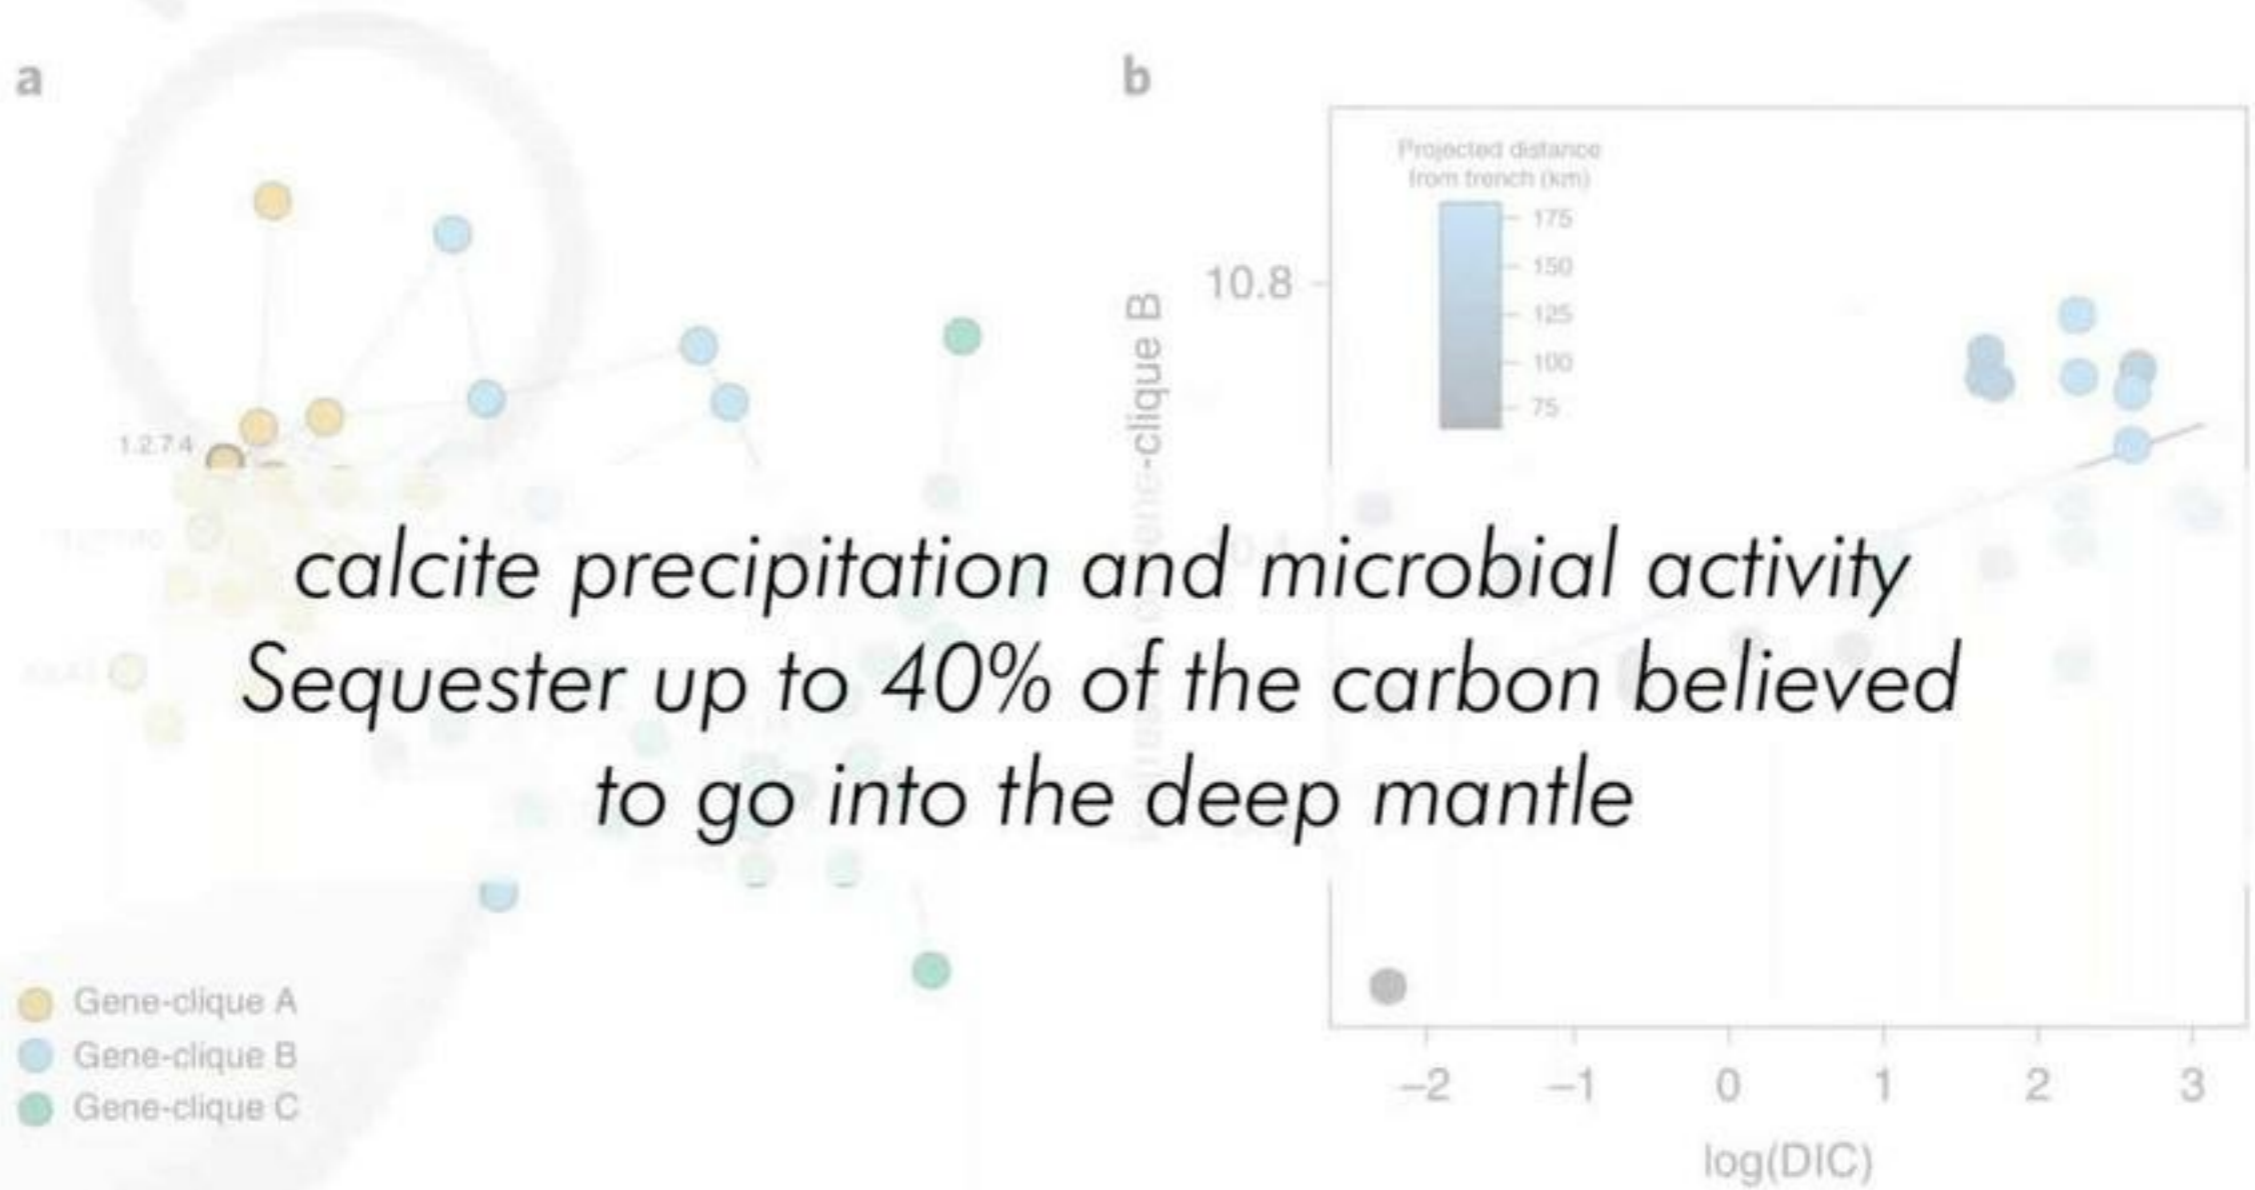 a
b
Projected distance
from trench (km)
175
150
125
100
75
10.8
gene-clique B
1.2.7.4
calcite precipitation and microbial activity
Sequester up to 40% of the carbon believed
to go into the deep mantle
Gene-clique A
Gene-clique B
Gene-clique C
−2 −1 0 1 2 3
log(DIC)